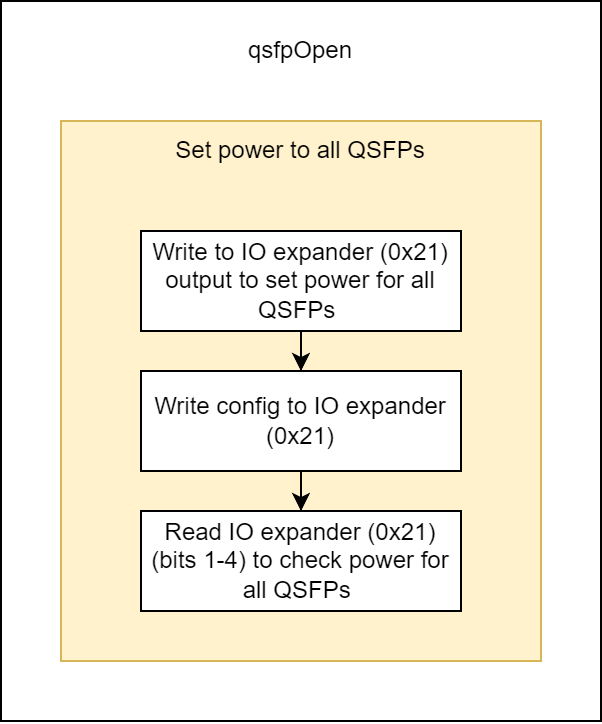 qsfpOpen
Set power to all QSFPs
Write to IO expander (0x21)
output to set power for all
QSFPs
Write config to IO expander
(0x21)
Read IO expander (0x21)
(bits 1-4) to check power for
all QSFPs